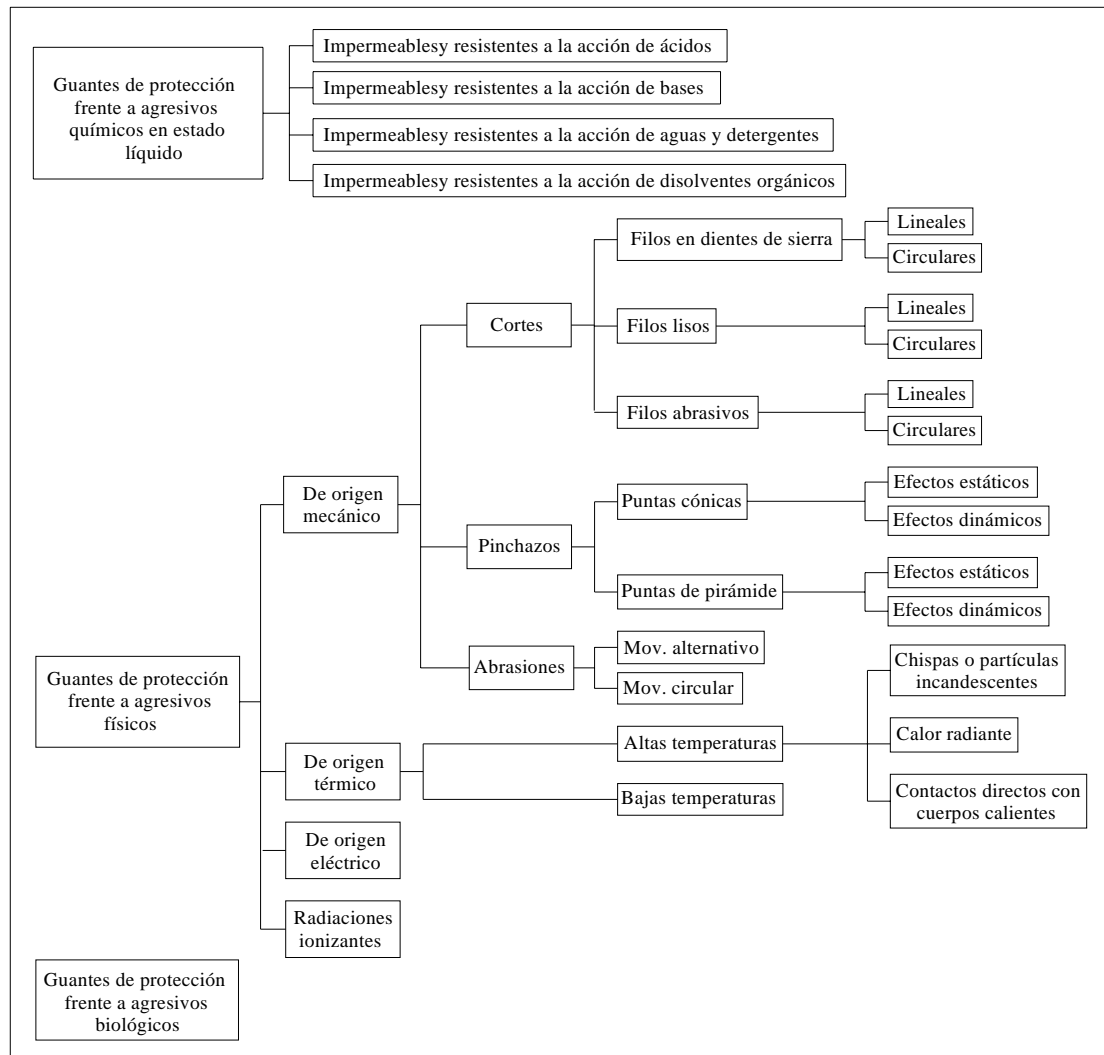 Guantes de protección
frente a agresivos
químicos en estado
líquido
Impermeablesy resistentes a la acción de ácidos
Impermeablesy resistentes a la acción de bases
Impermeablesy resistentes a la acción de aguas y detergentes
Impermeablesy resistentes a la acción de disolventes orgánicos
Guantes de protección
frente a agresivos
físicos
De origen
mecánico
Cortes
Filos en dientes de sierra
Lineales
Circulares
Filos lisos
Lineales
Circulares
Filos abrasivos
Lineales
Circulares
Pinchazos
Puntas cónicas
Efectos estáticos
Efectos dinámicos
Puntas de pirámide
Efectos estáticos
Efectos dinámicos
Abrasiones
Mov. alternativo
Mov. circular
De origen
térmico
Altas temperaturas
Chispas o partículas
incandescentes
Calor radiante
Contactos directos con
cuerpos calientes
Bajas temperaturas
De origen
eléctrico
Radiaciones
ionizantes
Guantes de protección
frente a agresivos
biológicos